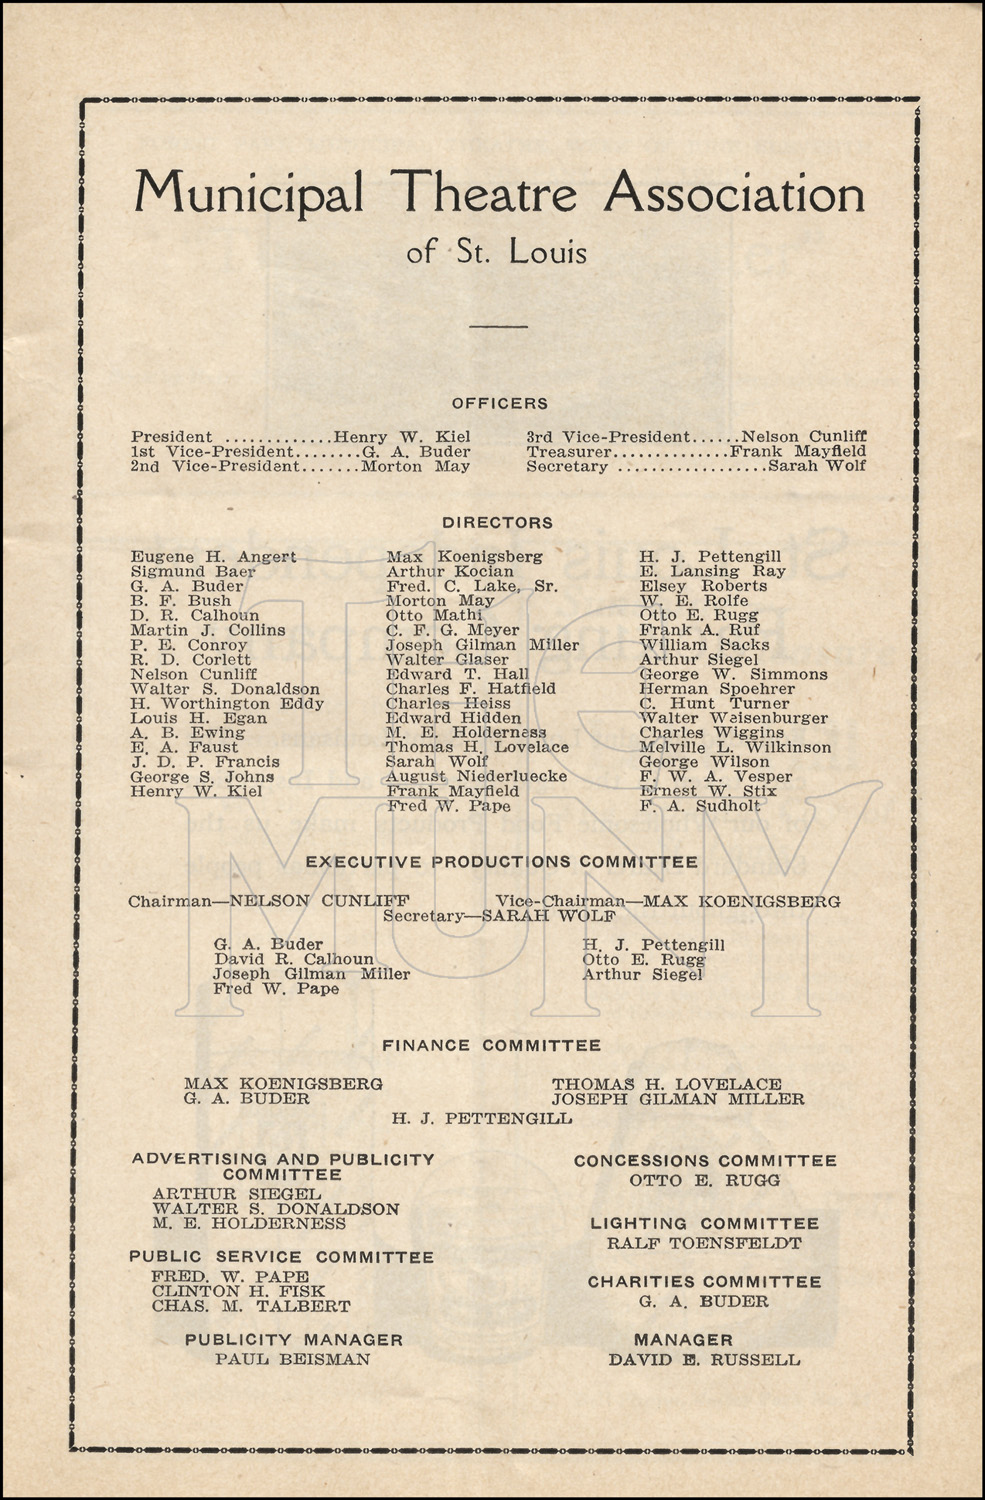 Municipal Theatre Association
of St. Louis
OFFICERS
President .............Henry W. Kiel
1st Vice-President........G. A. Buder
2nd Vice-President.......Morton May
3rd Vice-President......Nelson Cunliff
Treasurer..............Frank Mayfield
Secretary ..................Sarah Wolf
DIRECTORS
Eugene H. Angert
Sigmund Baer
G. A. Buder
B. F. Bush
D. R. Calhoun
Martin J. Collins
P. E. Conroy
R. D. Corlett
Nelson Cunliff
Walter S. Donaldson
H. Worthington Eddy
Louis H. Egan
A. B. Ewing
E. A. Faust
J. D. P. Francis
George S. Johns
Henry W. Kiel
Max Koenigsberg
Arthur Kocian
Fred. C. Lake, Sr.
Morton May
Otto Mathi
C. F. G. Meyer
Joseph Gilman Miller
Walter Glaser
Edward T. Hall
Charles F. Hatfield
Charles Heiss
Edward Hidden
M. E. Holderness
Thomas H. Lovelace
Sarah Wolf
August Niederluecke
Frank Mayfield
Fred W. Pape
H. J. Pettengill
E. Lansing Ray
Elsey Roberts
W. E. Rolfe
Otto E. Rugg
Frank A. Ruf
William Sacks
Arthur Siegel
George W. Simmons
Herman Spoehrer
C. Hunt Turner
Walter Weisenburger
Charles Wiggins
Melville L. Wilkinson
George Wilson
F. W. A. Vesper
Ernest W. Stix
F. A. Sudholt
The
MUNY
EXECUTIVE PRODUCTIONS COMMITTEE
Chairman—NELSON CUNLIFF Vice-Chairman—MAX KOENIGSBERG
Secretary—SARAH WOLF
G. A. Buder
David R. Calhoun
Joseph Gilman Miller
Fred W. Pape
H. J. Pettengill
Otto E. Rugg
Arthur Siegel
FINANCE COMMITTEE
MAX KOENIGSBERG
G. A. BUDER
THOMAS H. LOVELACE
JOSEPH GILMAN MILLER
H. J. PETTENGILL
ADVERTISING AND PUBLICITY
COMMITTEE
ARTHUR SIEGEL
WALTER S. DONALDSON
M. E. HOLDERNESS
PUBLIC SERVICE COMMITTEE
FRED. W. PAPE
CLINTON H. FISK
CHAS. M. TALBERT
PUBLICITY MANAGER
PAUL BEISMAN
CONCESSIONS COMMITTEE
OTTO E. RUGG
LIGHTING COMMITTEE
RALF TOENSFELDT
CHARITIES COMMITTEE
G. A. BUDER
MANAGER
DAVID E. RUSSELL